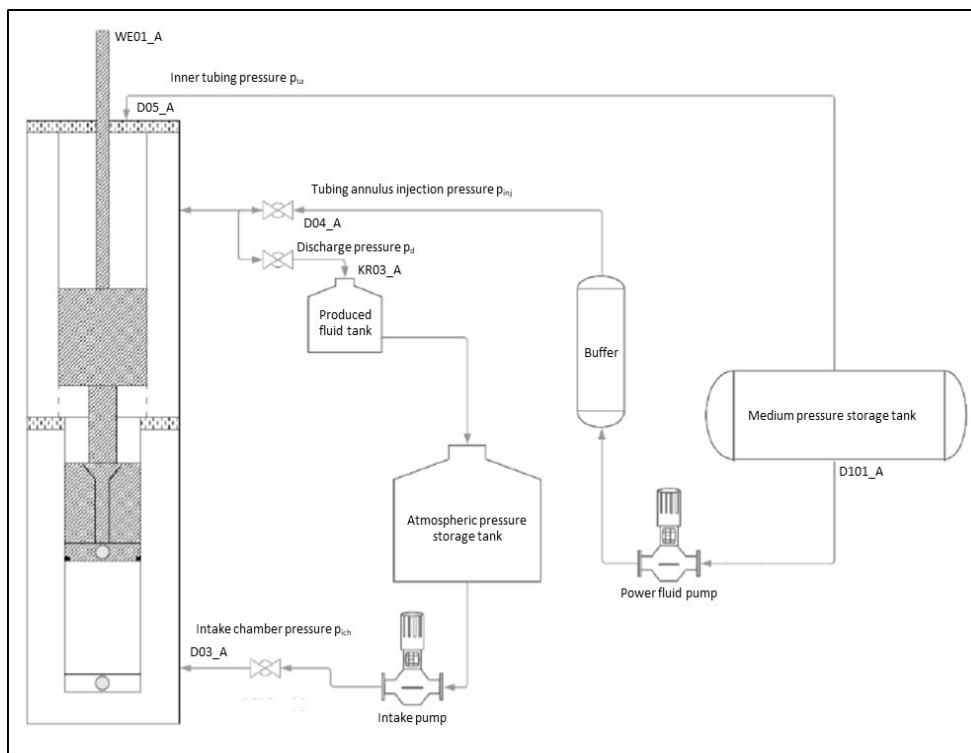 WE01_A
Inner tubing pressure pta
D05_A
Tubing annulus injection pressure pinj
D04_A
Discharge pressure pd
KR03_A
Produced
fluid tank
Buffer
Medium pressure storage tank
D101_A
Atmospheric pressure
storage tank
Power fluid pump
Intake chamber pressure pich
D03_A
Intake pump